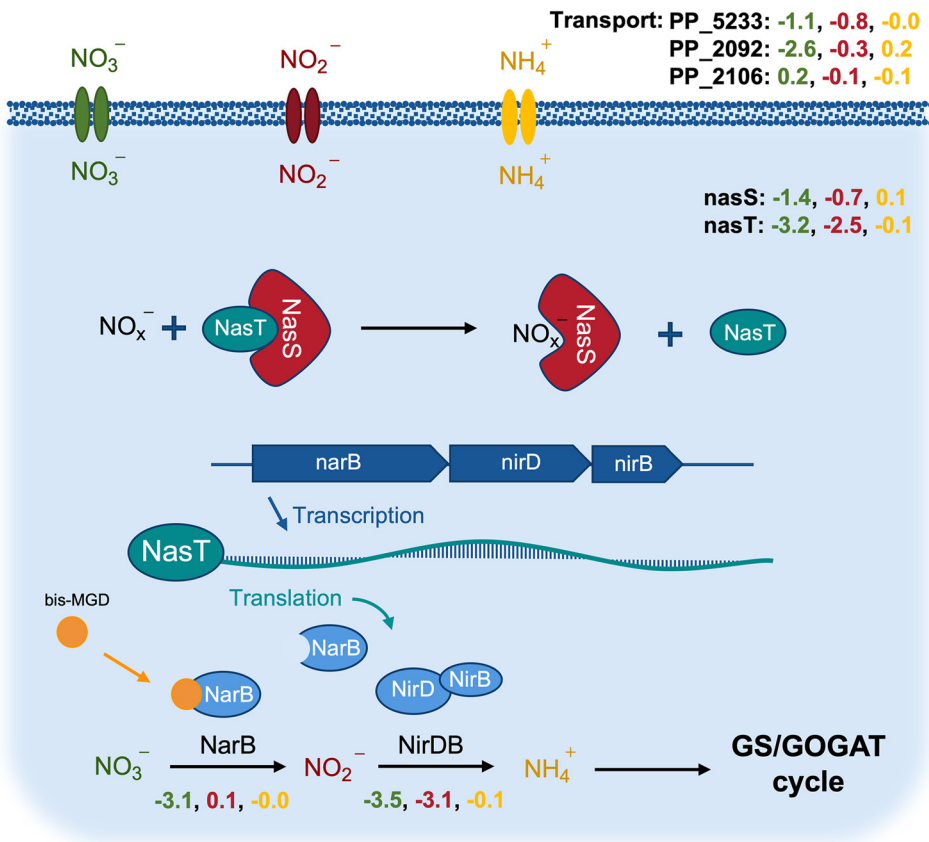 Transport: PP_5233: -1.1, -0.8, -0.0
PP_2092: -2.6, -0.3, 0.2
PP_2106: 0.2, -0.1, -0.1
NO₃⁻ NO₂⁻ NH₄⁺
NO₃⁻ NO₂⁻ NH₄⁺
nasS: -1.4, -0.7, 0.1
nasT: -3.2, -2.5, -0.1
NOₓ⁻ + NasT NasS NOₓ⁻ NasS + NasT
narB nirD nirB
Transcription
NasT
bis-MGD
Translation
NarB
NarB NirD NirB
NarB NirDB
NO₃⁻ NO₂⁻ NH₄⁺ GS/GOGAT
cycle
-3.1, 0.1, -0.0 -3.5, -3.1, -0.1